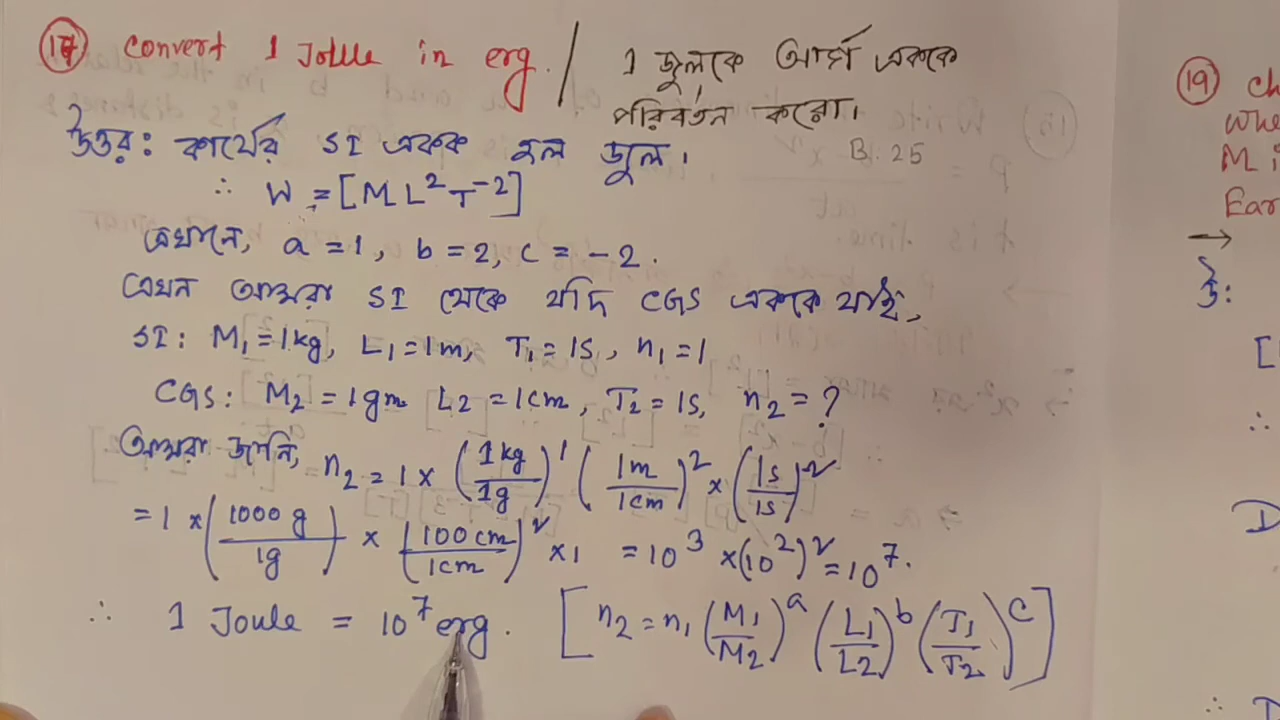 (17) Convert 1 Joule in erg. / 1 জুলকে আর্গ এককে
পরিবর্তন করো।
B. 25
উত্তর: কার্যের SI একক হল জুল।
∴ W = [M L² T⁻²]
এখানে, a = 1, b = 2, c = -2.
এখন আমরা SI থেকে যদি CGS এককে যাই,
SI: M₁ = 1kg, L₁ = 1m, T₁ = 1s, n₁ = 1
CGS: M₂ = 1gm L₂ = 1cm, T₂ = 1s, n₂ = ?
আমরা জানি, n₂ = 1 × (1kg/1g)¹ (1m/1cm)² × (1s/1s)²
= 1 × (1000 g/1g) × (100 cm/1cm)² × 1 = 10³ × (10²)² = 10⁷.
∴ 1 Joule = 10⁷ erg. [n₂ = n₁ (M₁/M₂)ᵃ (L₁/L₂)ᵇ (T₁/T₂)ᶜ]
(19) Ch
Whe
M i
Ear
→
উ:
[
∴
D
∴ D